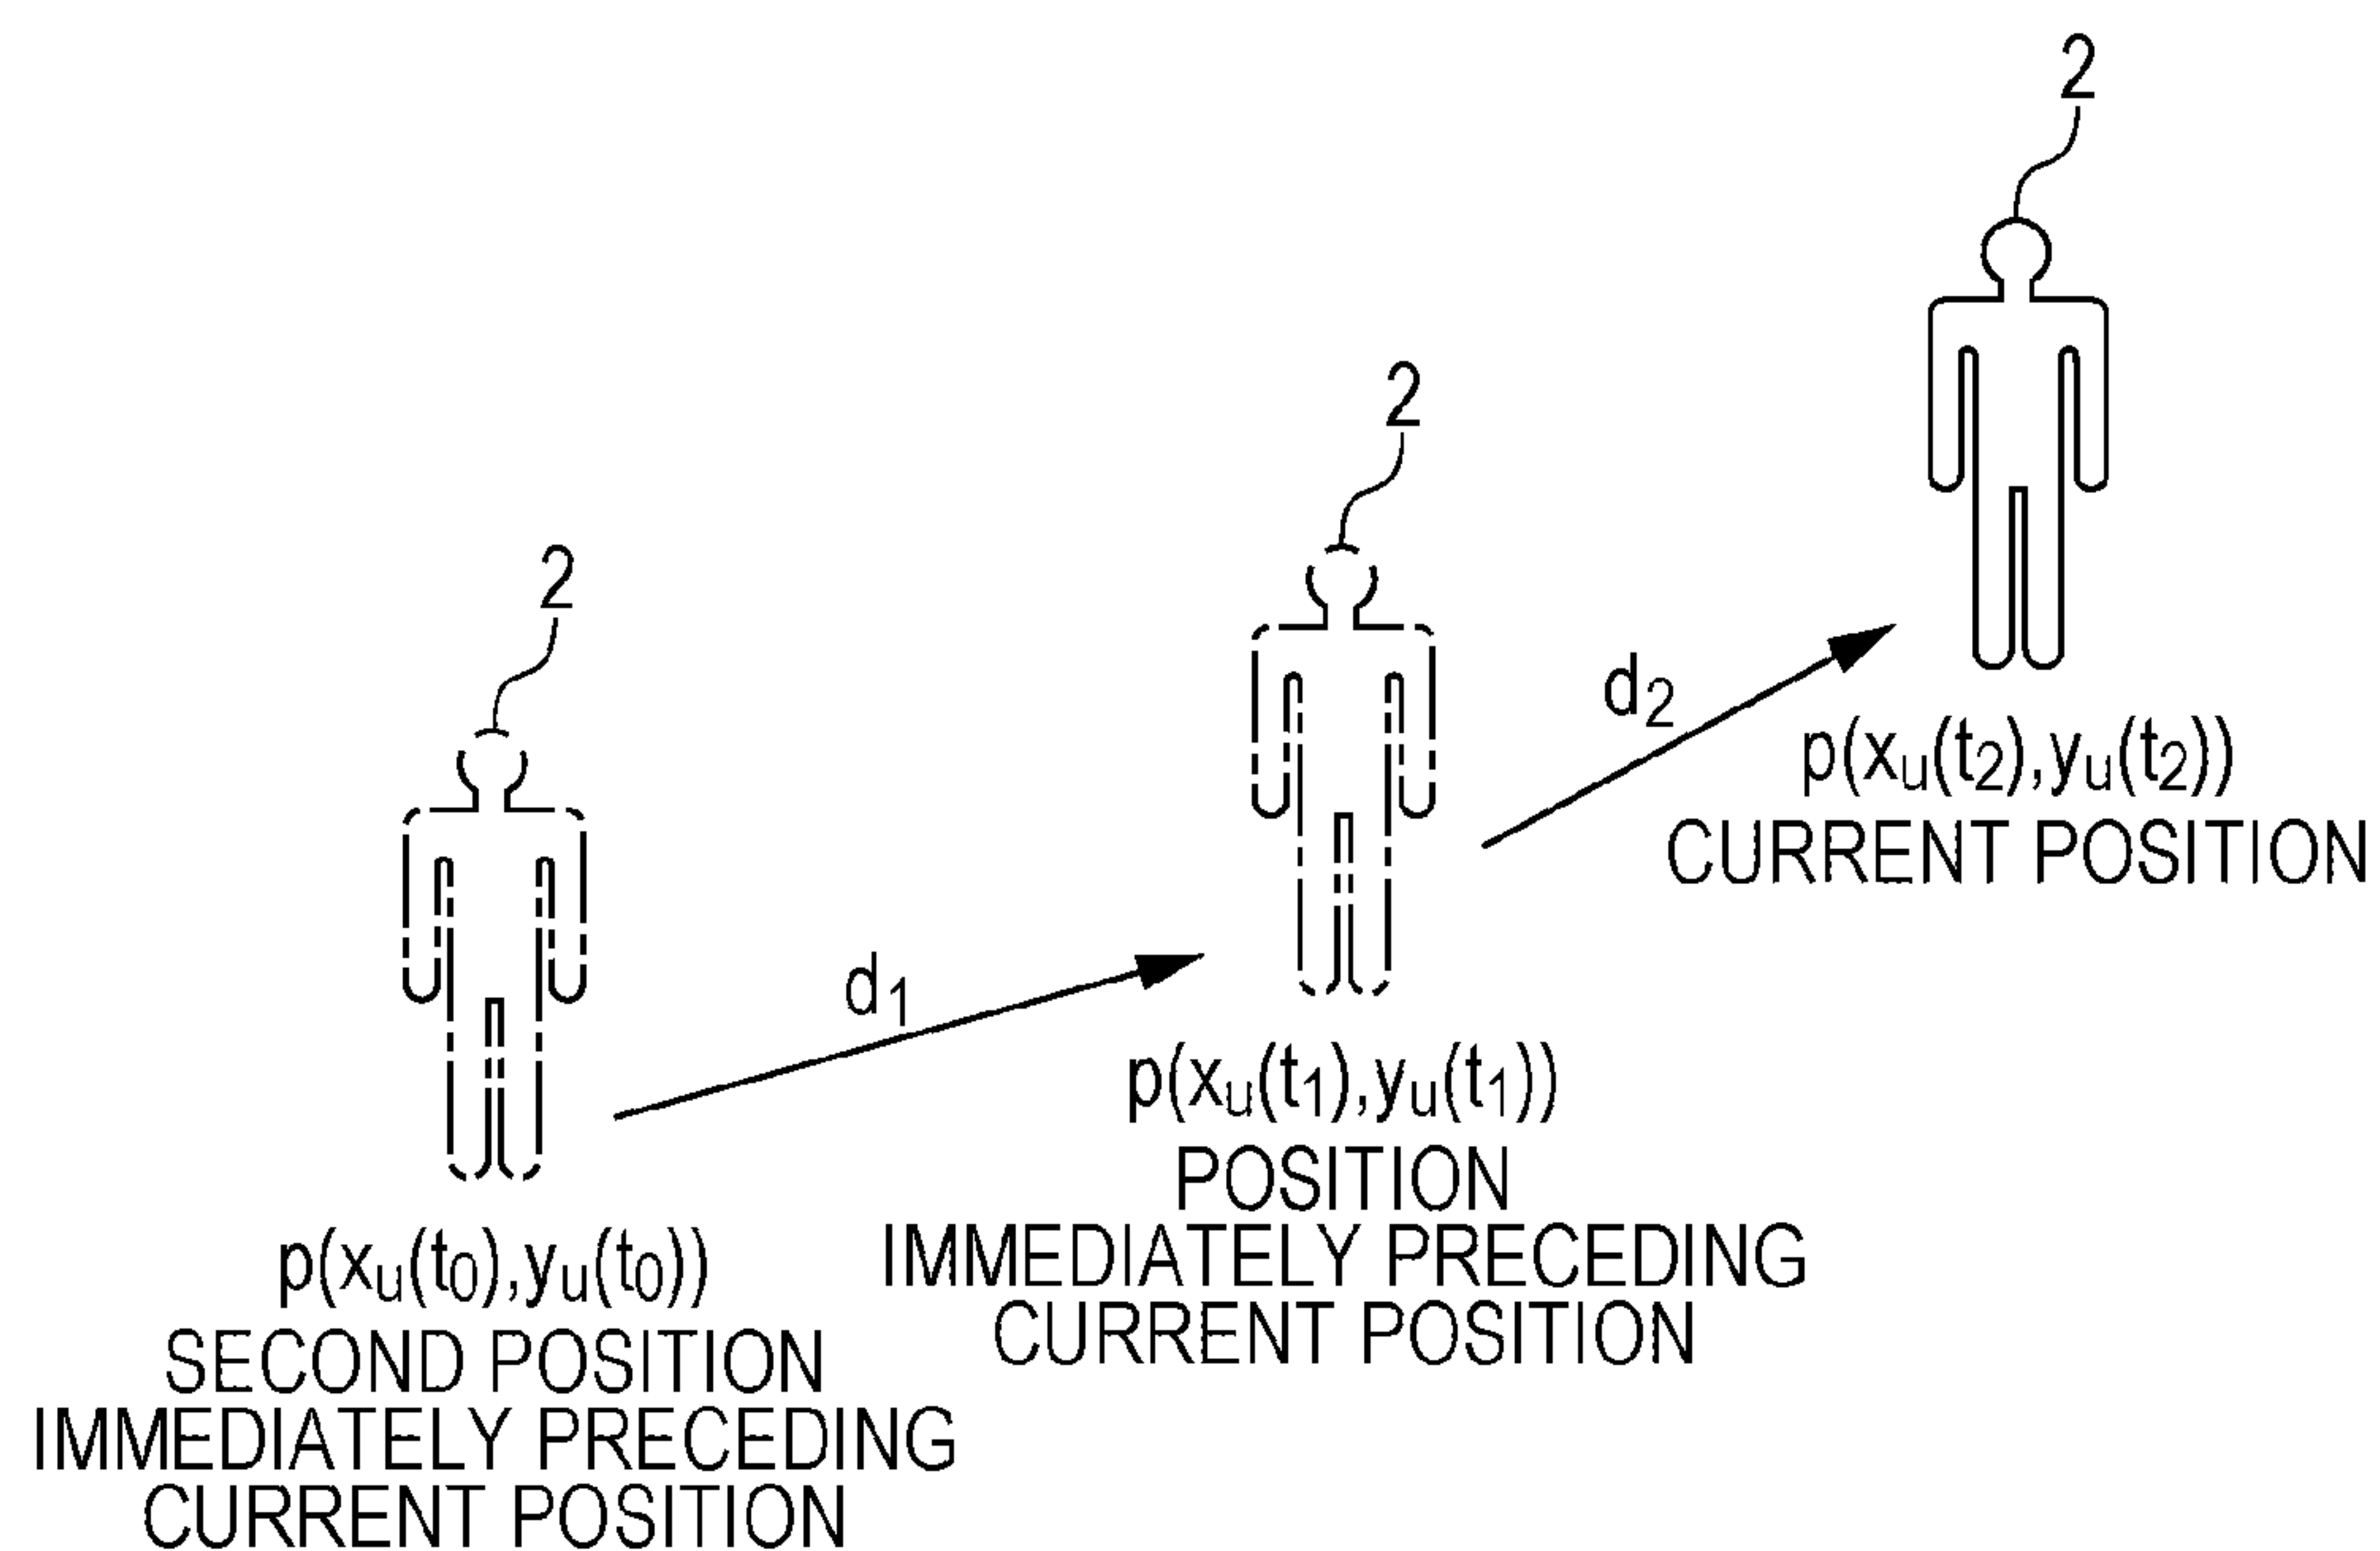 2
2
2
d2
p(xu(t2),yu(t2))
CURRENT POSITION
d1
p(xu(t1),yu(t1))
POSITION
IMMEDIATELY PRECEDING
CURRENT POSITION
p(xu(t0),yu(t0))
SECOND POSITION
IMMEDIATELY PRECEDING
CURRENT POSITION